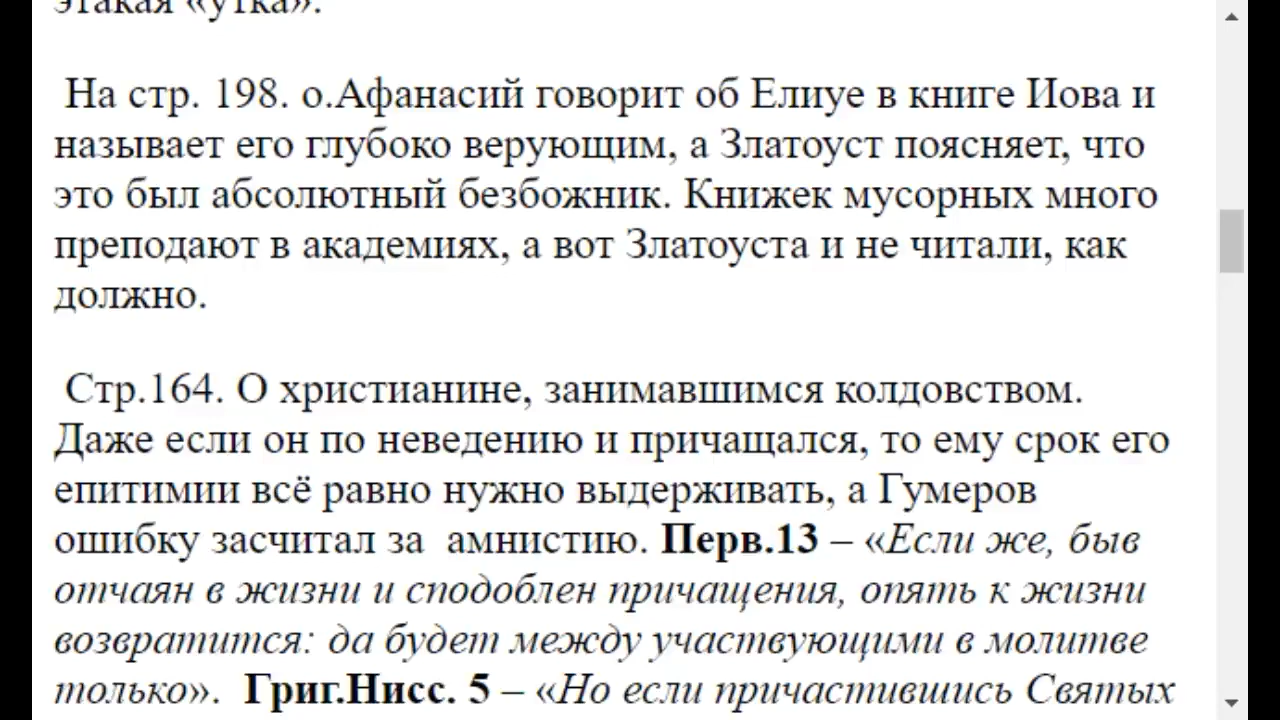 этакая «утка».
На стр. 198. о.Афанасий говорит об Елиуе в книге Иова и
называет его глубоко верующим, а Златоуст поясняет, что
это был абсолютный безбожник. Книжек мусорных много
преподают в академиях, а вот Златоуста и не читали, как
должно.
Стр.164. О христианине, занимавшимся колдовством.
Даже если он по неведению и причащался, то ему срок его
епитимии всё равно нужно выдерживать, а Гумеров
ошибку засчитал за  амнистию. Перв.13 – «Если же, быв
отчаян в жизни и сподоблен причащения, опять к жизни
возвратится: да будет между участвующими в молитве
только».  Григ.Нисс. 5 – «Но если причастившись Святых